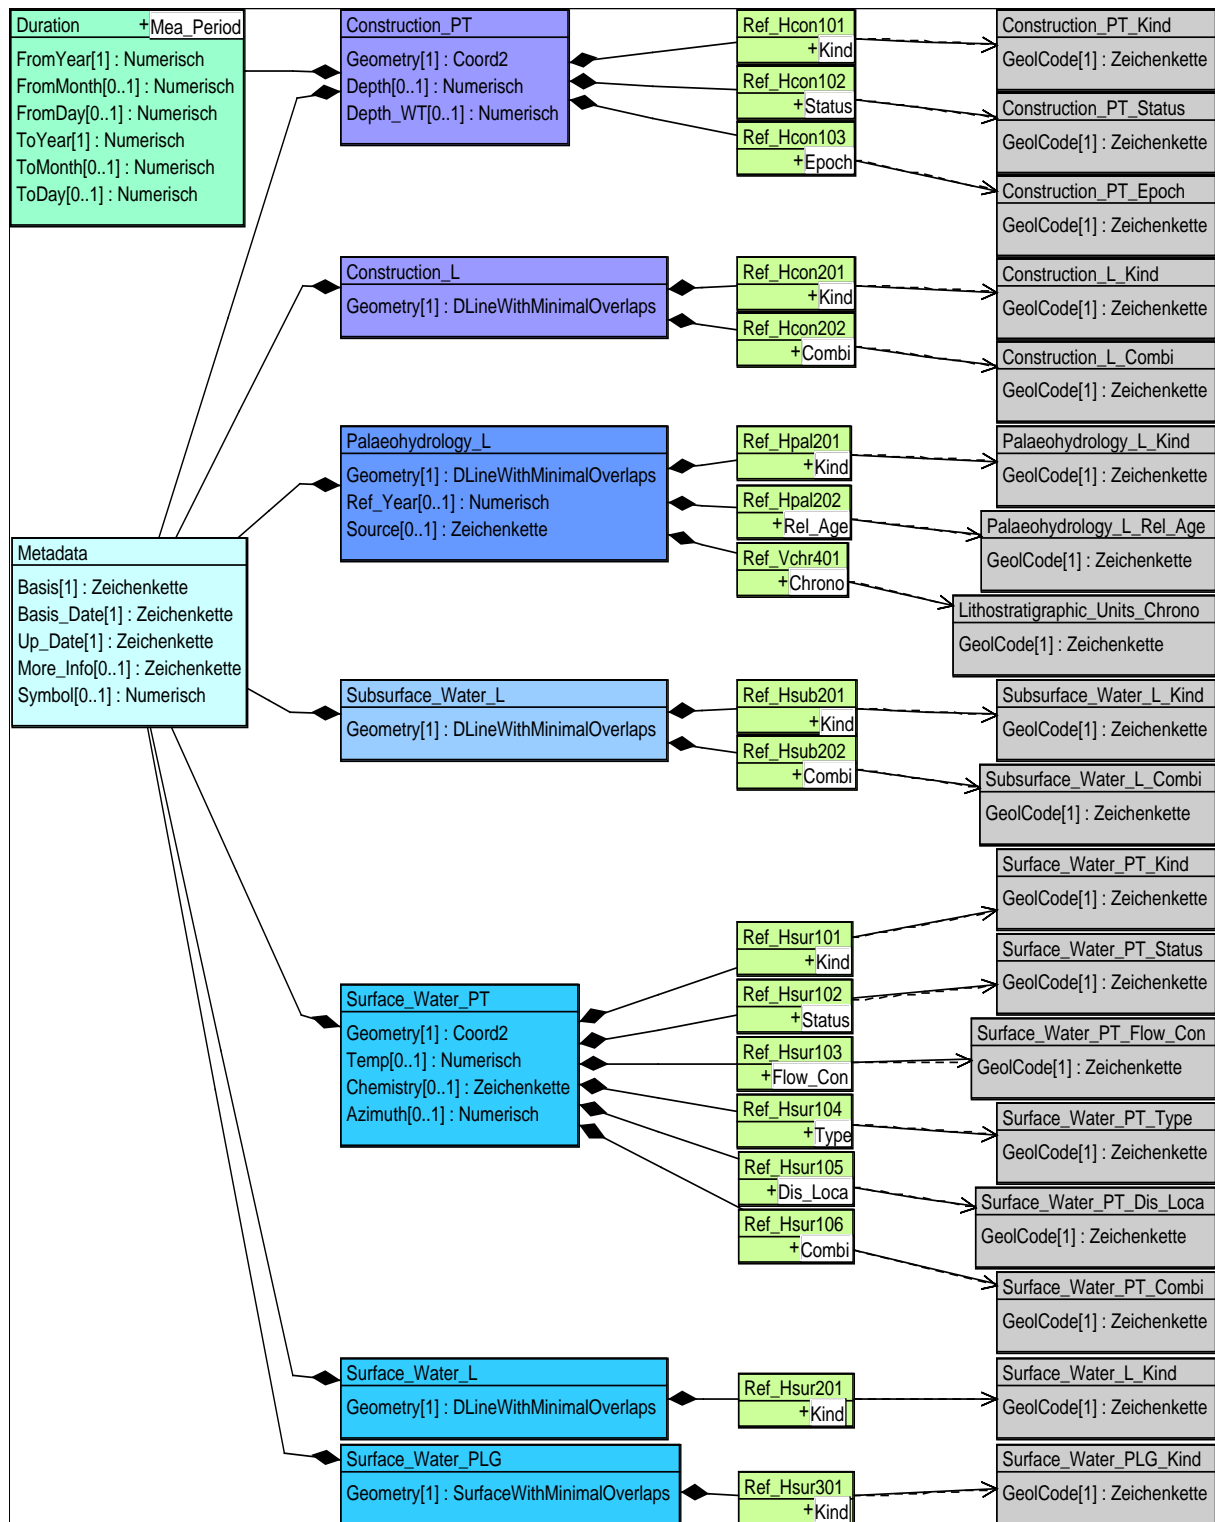 Duration +Mea_Period
FromYear[1] : Numerisch
FromMonth[0..1] : Numerisch
FromDay[0..1] : Numerisch
ToYear[1] : Numerisch
ToMonth[0..1] : Numerisch
ToDay[0..1] : Numerisch
Construction_PT
Geometry[1] : Coord2
Depth[0..1] : Numerisch
Depth_WT[0..1] : Numerisch
Ref_Hcon101
+Kind
Ref_Hcon102
+Status
Ref_Hcon103
+Epoch
Construction_PT_Kind
GeolCode[1] : Zeichenkette
Construction_PT_Status
GeolCode[1] : Zeichenkette
Construction_PT_Epoch
GeolCode[1] : Zeichenkette
Construction_L
Geometry[1] : DLineWithMinimalOverlaps
Ref_Hcon201
+Kind
Ref_Hcon202
+Combi
Construction_L_Kind
GeolCode[1] : Zeichenkette
Construction_L_Combi
GeolCode[1] : Zeichenkette
Palaeohydrology_L
Geometry[1] : DLineWithMinimalOverlaps
Ref_Year[0..1] : Numerisch
Source[0..1] : Zeichenkette
Ref_Hpal201
+Kind
Ref_Hpal202
+Rel_Age
Ref_Vchr401
+Chrono
Palaeohydrology_L_Kind
GeolCode[1] : Zeichenkette
Palaeohydrology_L_Rel_Age
GeolCode[1] : Zeichenkette
Lithostratigraphic_Units_Chrono
GeolCode[1] : Zeichenkette
Metadata
Basis[1] : Zeichenkette
Basis_Date[1] : Zeichenkette
Up_Date[1] : Zeichenkette
More_Info[0..1] : Zeichenkette
Symbol[0..1] : Numerisch
Subsurface_Water_L
Geometry[1] : DLineWithMinimalOverlaps
Ref_Hsub201
+Kind
Ref_Hsub202
+Combi
Subsurface_Water_L_Kind
GeolCode[1] : Zeichenkette
Subsurface_Water_L_Combi
GeolCode[1] : Zeichenkette
Surface_Water_PT
Geometry[1] : Coord2
Temp[0..1] : Numerisch
Chemistry[0..1] : Zeichenkette
Azimuth[0..1] : Numerisch
Ref_Hsur101
+Kind
Ref_Hsur102
+Status
Ref_Hsur103
+Flow_Con
Ref_Hsur104
+Type
Ref_Hsur105
+Dis_Loca
Ref_Hsur106
+Combi
Surface_Water_PT_Kind
GeolCode[1] : Zeichenkette
Surface_Water_PT_Status
GeolCode[1] : Zeichenkette
Surface_Water_PT_Flow_Con
GeolCode[1] : Zeichenkette
Surface_Water_PT_Type
GeolCode[1] : Zeichenkette
Surface_Water_PT_Dis_Loca
GeolCode[1] : Zeichenkette
Surface_Water_PT_Combi
GeolCode[1] : Zeichenkette
Surface_Water_L
Geometry[1] : DLineWithMinimalOverlaps
Ref_Hsur201
+Kind
Surface_Water_L_Kind
GeolCode[1] : Zeichenkette
Surface_Water_PLG
Geometry[1] : SurfaceWithMinimalOverlaps
Ref_Hsur301
+Kind
Surface_Water_PLG_Kind
GeolCode[1] : Zeichenkette